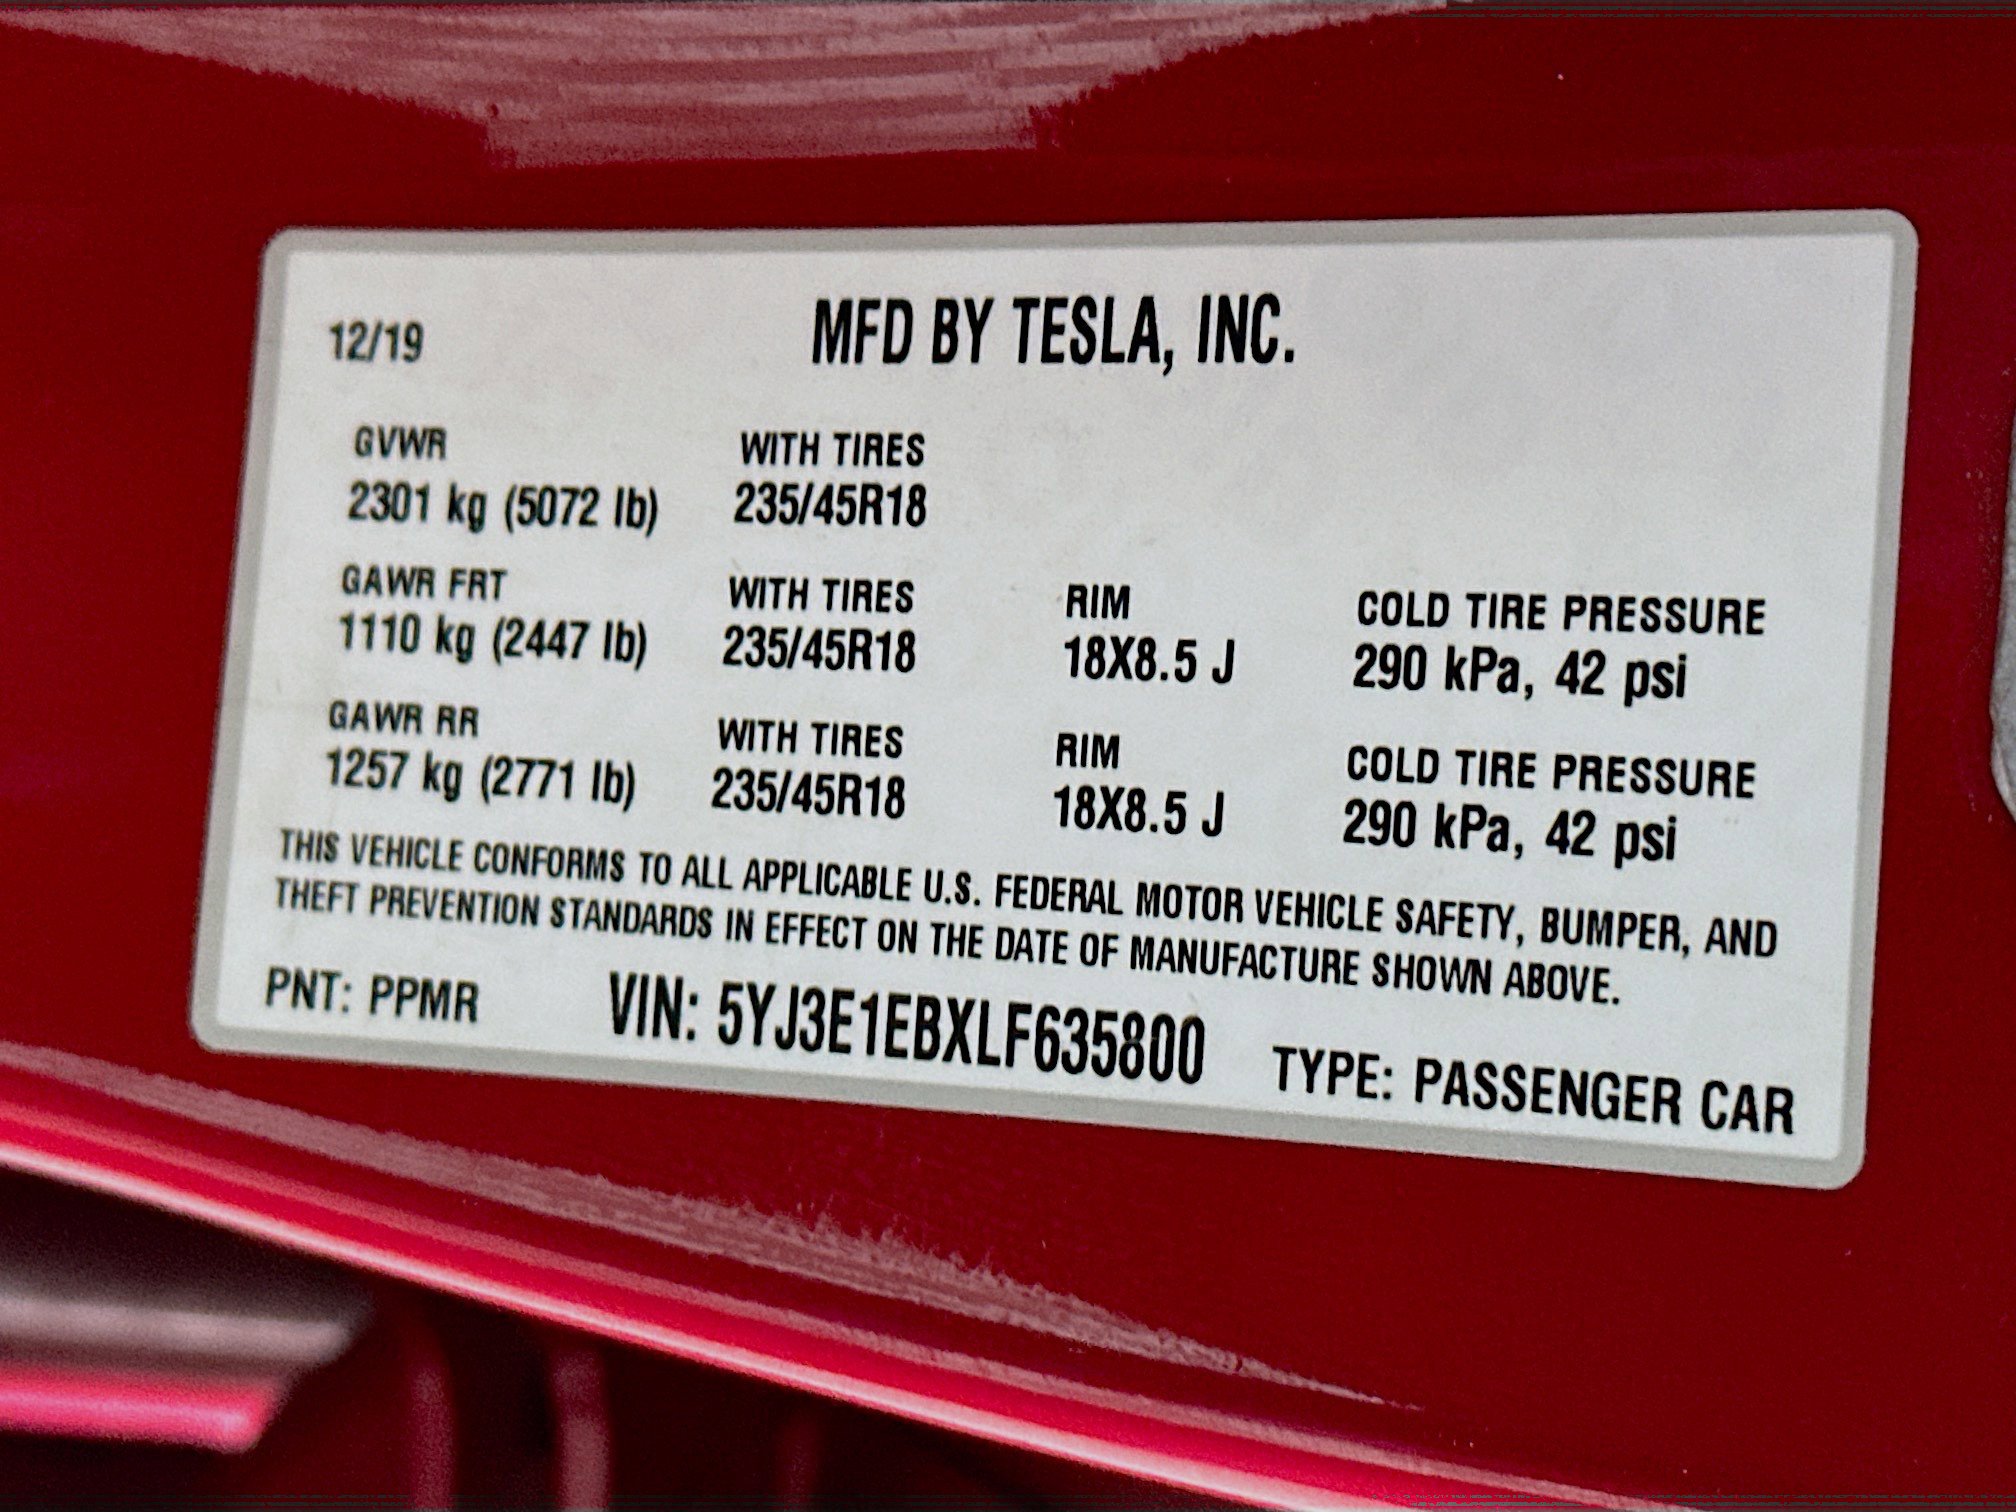 12/19 MFD BY TESLA, INC.
GVWR WITH TIRES
2301 kg (5072 lb) 235/45R18
GAWR FRT WITH TIRES RIM COLD TIRE PRESSURE
1110 kg (2447 lb) 235/45R18 18X8.5 J 290 kPa, 42 psi
GAWR RR WITH TIRES RIM COLD TIRE PRESSURE
1257 kg (2771 lb) 235/45R18 18X8.5 J 290 kPa, 42 psi
THIS VEHICLE CONFORMS TO ALL APPLICABLE U.S. FEDERAL MOTOR VEHICLE SAFETY, BUMPER, AND
THEFT PREVENTION STANDARDS IN EFFECT ON THE DATE OF MANUFACTURE SHOWN ABOVE.
PNT: PPMR VIN: 5YJ3E1EBXLF635800 TYPE: PASSENGER CAR